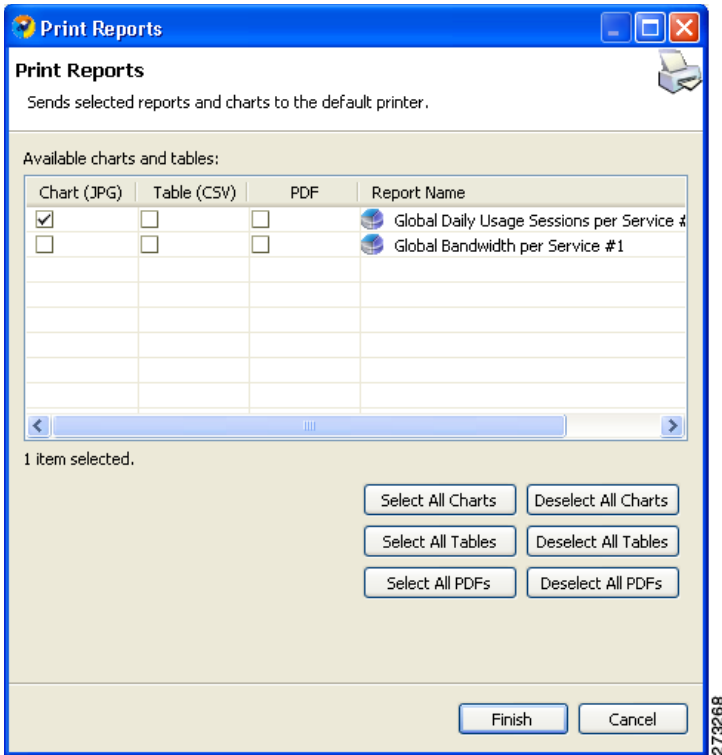 Print Reports
Print Reports
Sends selected reports and charts to the default printer.
Available charts and tables:
Chart (JPG) Table (CSV) PDF Report Name
Global Daily Usage Sessions per Service #
Global Bandwidth per Service #1
1 item selected.
Select All Charts Deselect All Charts
Select All Tables Deselect All Tables
Select All PDFs Deselect All PDFs
Finish Cancel
273268